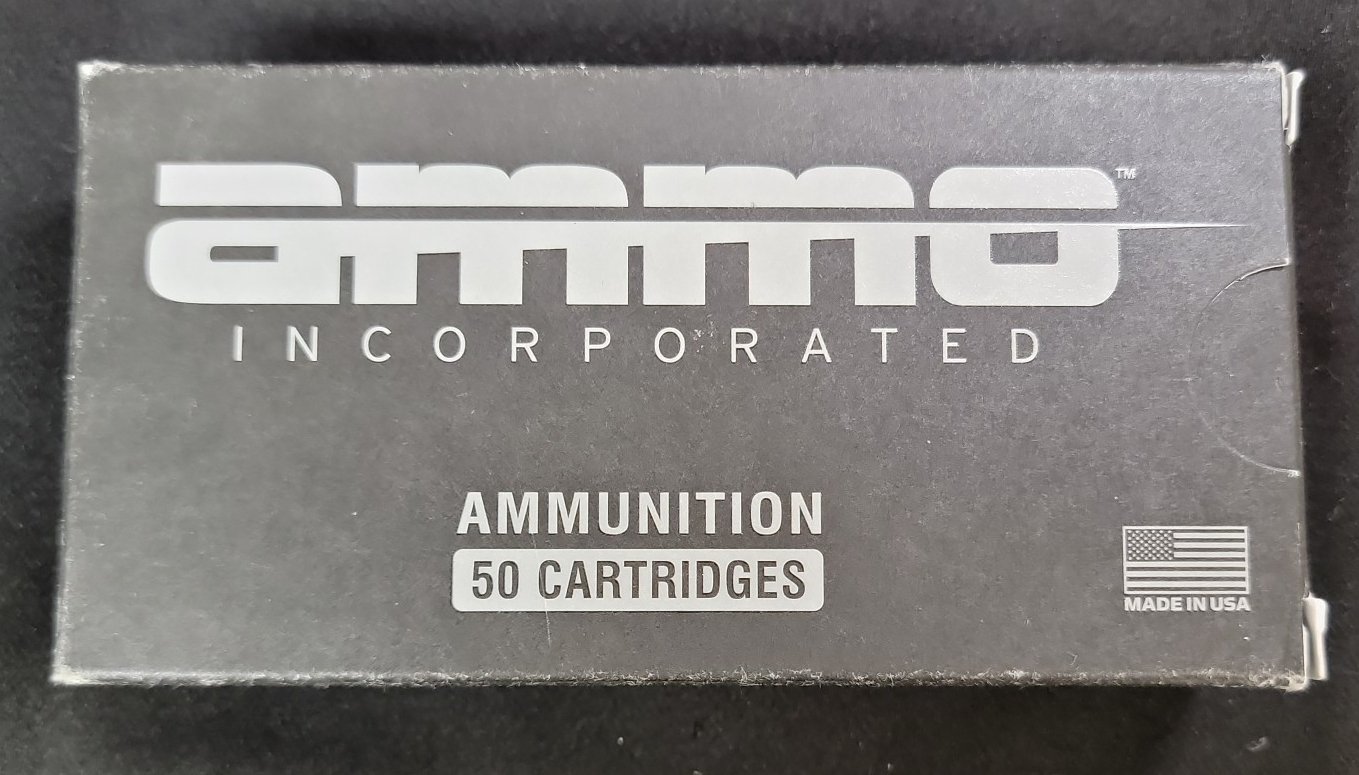 ammo™
INCORPORATED
AMMUNITION
50 CARTRIDGES
MADE IN USA